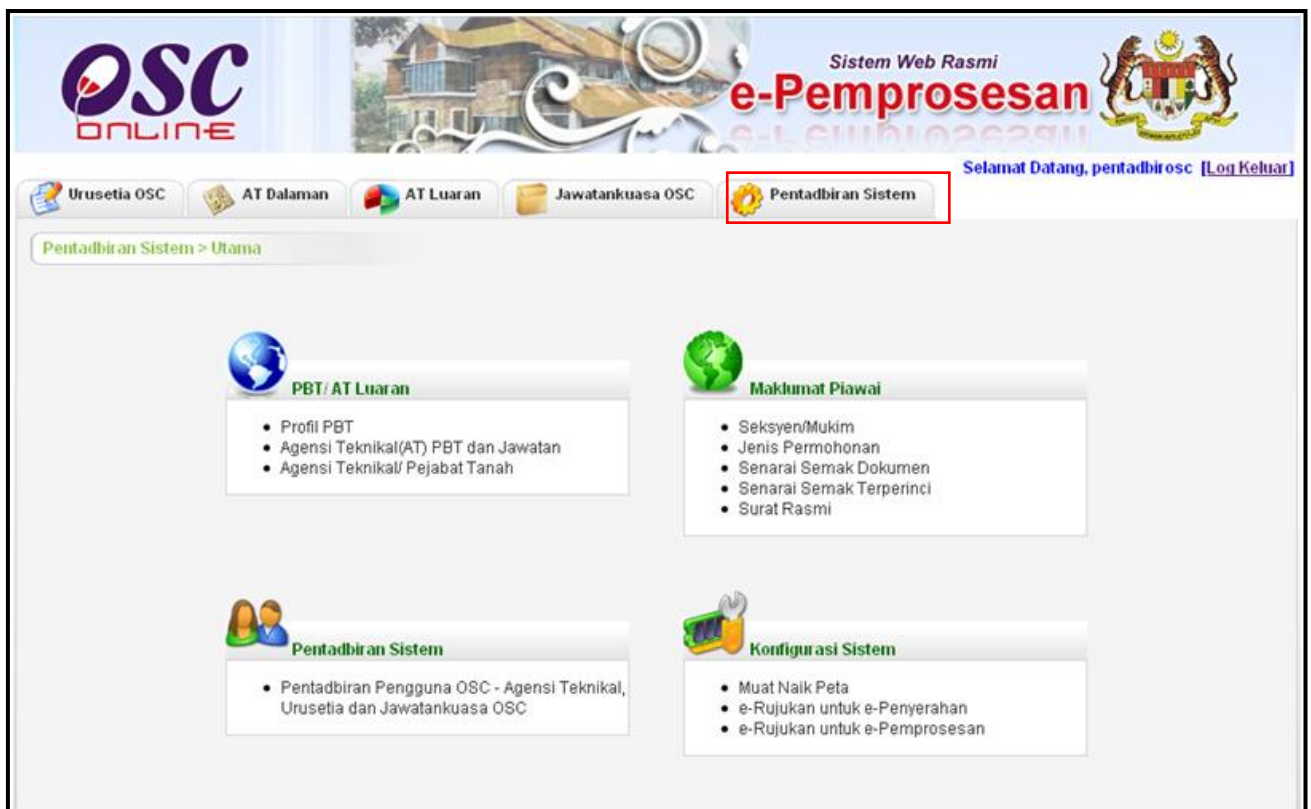 OSC
ONLINE
Sistem Web Rasmi
e-Pemprosesan
Selamat Datang, pentadbirosc [Log Keluar]
Urusetia OSC
AT Dalaman
AT Luaran
Jawatankuasa OSC
Pentadbiran Sistem
Pentadbiran Sistem > Utama
PBT/ AT Luaran
• Profil PBT
• Agensi Teknikal(AT) PBT dan Jawatan
• Agensi Teknikal/ Pejabat Tanah
Maklumat Piawai
• Seksyen/Mukim
• Jenis Permohonan
• Senarai Semak Dokumen
• Senarai Semak Terperinci
• Surat Rasmi
Pentadbiran Sistem
• Pentadbiran Pengguna OSC - Agensi Teknikal,
Urusetia dan Jawatankuasa OSC
Konfigurasi Sistem
• Muat Naik Peta
• e-Rujukan untuk e-Penyerahan
• e-Rujukan untuk e-Pemprosesan